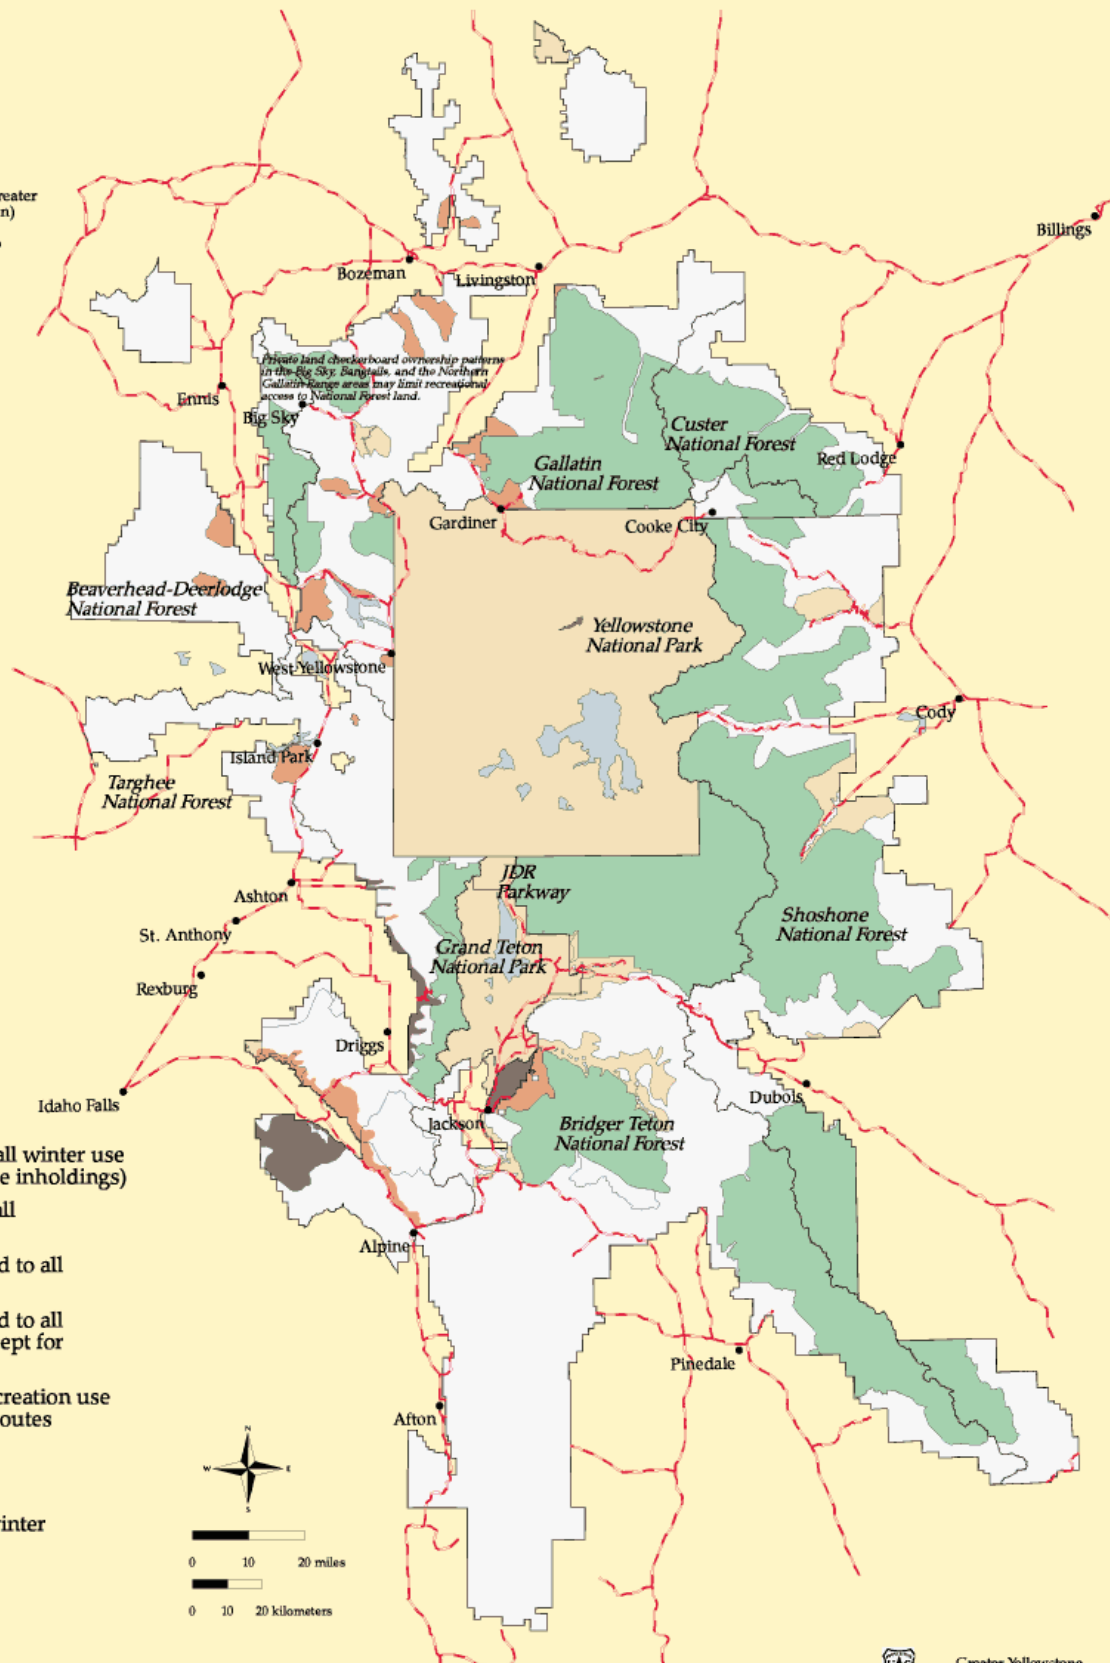 reater
n)
Billings
Bozeman
Livingston
Private land checkerboard ownership patterns
in the Big Sky, Bangtails, and the Northern
Gallatin Range areas may limit recreational
access to National Forest land.
Ennis
Big Sky
Custer
National Forest
Red Lodge
Gallatin
National Forest
Gardiner
Cooke City
Beaverhead-Deerlodge
National Forest
Yellowstone
National Park
West Yellowstone
Cody
Island Park
Targhee
National Forest
JDR
Parkway
Ashton
St. Anthony
Shoshone
National Forest
Grand Teton
National Park
Rexburg
Driggs
Idaho Falls
Dubois
Jackson
Bridger Teton
National Forest
all winter use
e inholdings)
ll
Alpine
d to all
d to all
ept for
Pinedale
creation use
outes
Afton
N
W E
S
inter
0 10 20 miles
0 10 20 kilometers
Greater Yellowstone